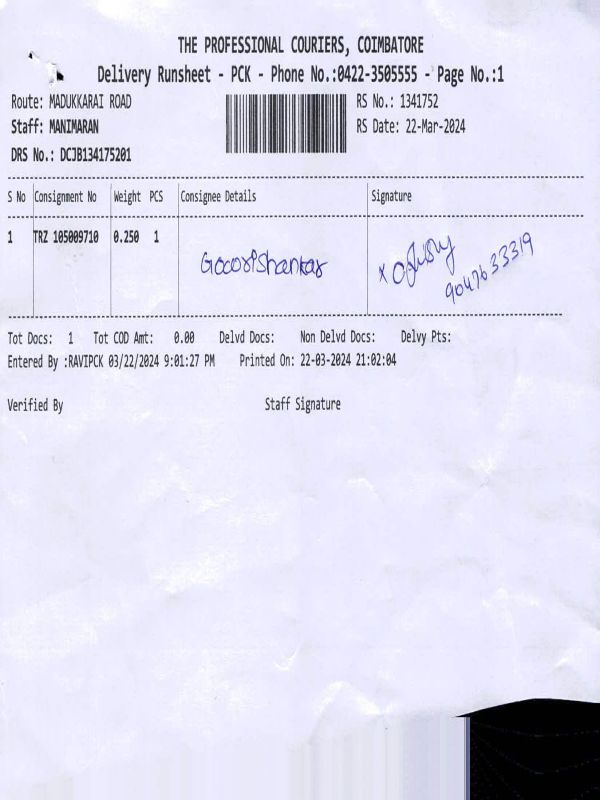 THE PROFESSIONAL COURIERS, COIMBATORE
Delivery Runsheet - PCK - Phone No.:0422-3505555 - Page No.:1
Route: MADUKKARAI ROAD RS No.: 1341752
Staff: MANIMARAN RS Date: 22-Mar-2024
DRS No.: DCJB134175201
S No Consignment No Weight PCS Consignee Details Signature
1 TRZ 105009710 0.250 1
GowriShankar
9047633319
Tot Docs: 1 Tot COD Amt: 0.00 Delvd Docs: Non Delvd Docs: Delvy Pts:
Entered By :RAVIPCK 03/22/2024 9:01:27 PM Printed On: 22-03-2024 21:02:04
Verified By Staff Signature